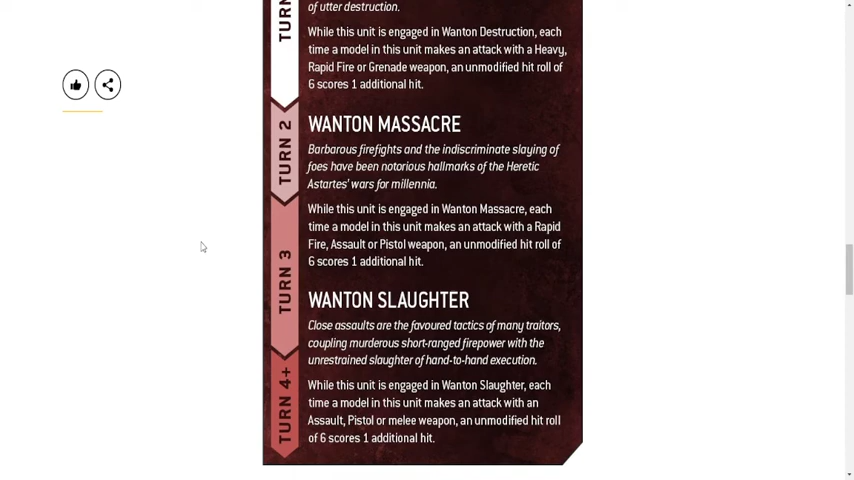 of utter destruction.
While this unit is engaged in Wanton Destruction, each
time a model in this unit makes an attack with a Heavy,
Rapid Fire or Grenade weapon, an unmodified hit roll of
6 scores 1 additional hit.
TURN
TURN 2
WANTON MASSACRE
Barbarous firefights and the indiscriminate slaying of
foes have been notorious hallmarks of the Heretic
Astartes' wars for millennia.
While this unit is engaged in Wanton Massacre, each
time a model in this unit makes an attack with a Rapid
Fire, Assault or Pistol weapon, an unmodified hit roll of
6 scores 1 additional hit.
TURN 3
WANTON SLAUGHTER
Close assaults are the favoured tactics of many traitors,
coupling murderous short-ranged firepower with the
unrestrained slaughter of hand-to-hand execution.
TURN 4+
While this unit is engaged in Wanton Slaughter, each
time a model in this unit makes an attack with an
Assault, Pistol or melee weapon, an unmodified hit roll
of 6 scores 1 additional hit.